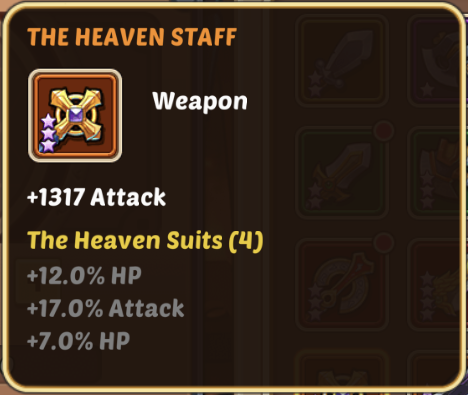 THE HEAVEN STAFF
Weapon
+1317 Attack
The Heaven Suits (4)
+12.0% HP
+17.0% Attack
+7.0% HP